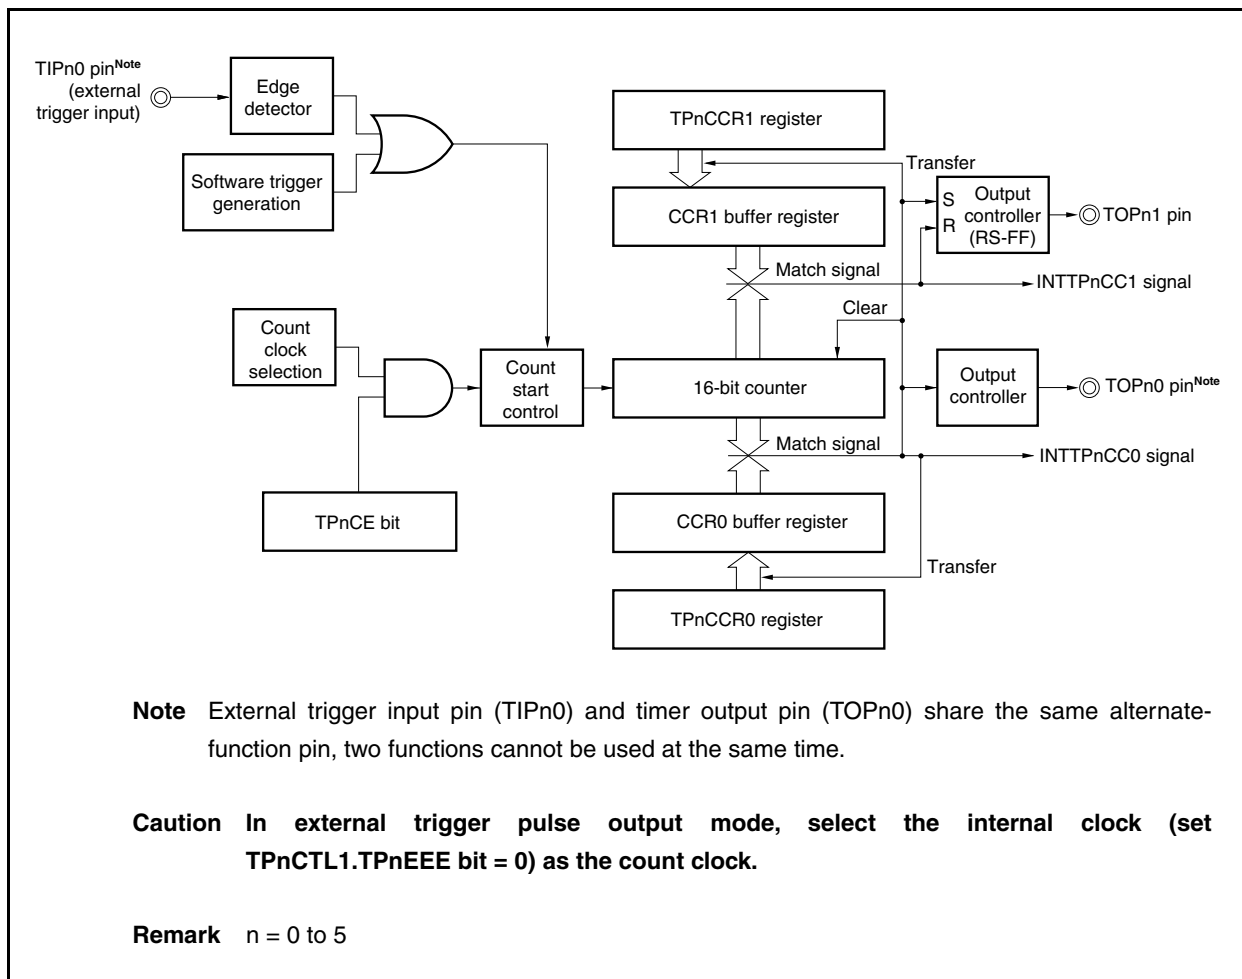 TIPn0 pinNote
(external
trigger input)
Edge
detector
Software trigger
generation
TPnCCR1 register
Transfer
CCR1 buffer register
S
R
Output
controller
(RS-FF)
TOPn1 pin
Match signal
INTTPnCC1 signal
Clear
Count
clock
selection
Count
start
control
16-bit counter
Output
controller
TOPn0 pinNote
Match signal
INTTPnCC0 signal
TPnCE bit
CCR0 buffer register
Transfer
TPnCCR0 register
Note External trigger input pin (TIPn0) and timer output pin (TOPn0) share the same alternate-
function pin, two functions cannot be used at the same time.
Caution In external trigger pulse output mode, select the internal clock (set
TPnCTL1.TPnEEE bit = 0) as the count clock.
Remark n = 0 to 5